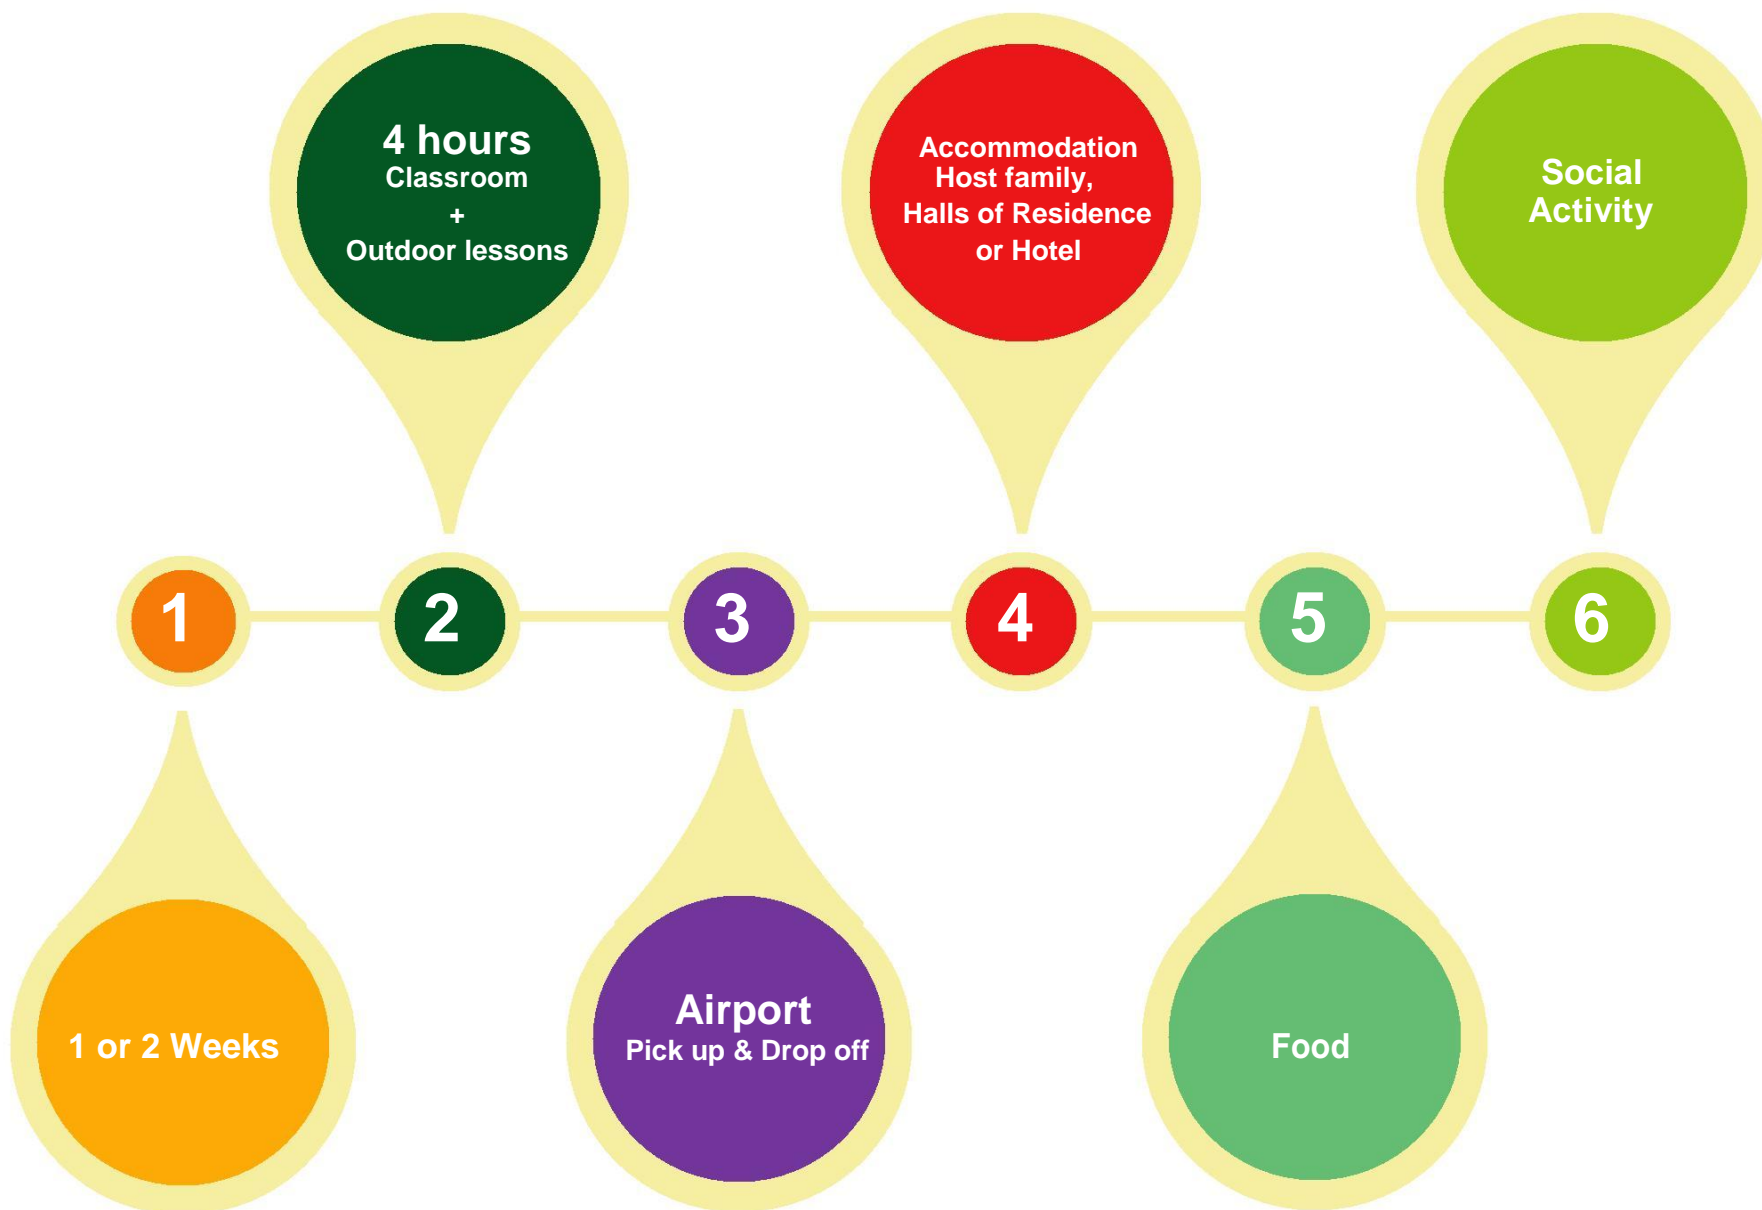 4 hours
Classroom
+
Outdoor lessons
Accommodation
Host family,
Halls of Residence
or Hotel
Social
Activity
1
2
3
4
5
6
1 or 2 Weeks
Airport
Pick up & Drop off
Food